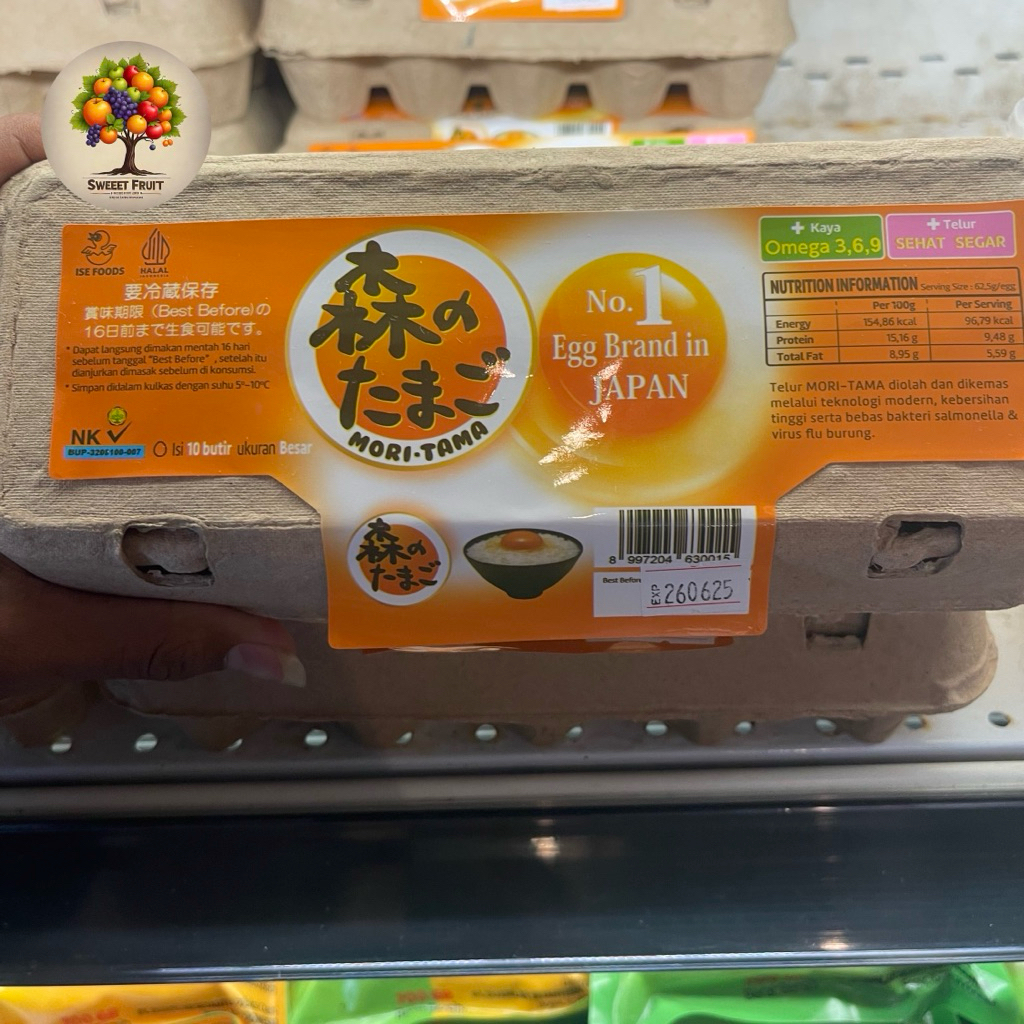 SWEEET FRUIT
ISE FOODS
HALAL
INDONESIA
要冷蔵保存
賞味期限（Best Before)の
16日前まで生食可能です。
* Dapat langsung dimakan mentah 16 hari
sebelum tanggal "Best Before" , setelah itu
dianjurkan dimasak sebelum di konsumsi.
* Simpan didalam kulkas dengan suhu 5°-10°C
NK
Isi 10 butir ukuran Besar
森の
たまご
MORI-TAMA
No.1
Egg Brand in
JAPAN
+ Kaya
Omega 3,6,9
+ Telur
SEHAT SEGAR
NUTRITION INFORMATION Serving Size : 62,5g/egg
Per 100g Per Serving
Energy 154,86 kcal 96,79 kcal
Protein 15,16 g 9,48 g
Total Fat 8,95 g 5,59 g
Telur MORI-TAMA diolah dan dikemas
melalui teknologi modern, kebersihan
tinggi serta bebas bakteri salmonella &
virus flu burung.
森の
たまご
8 997204 630015
Best Before
EXP 260625